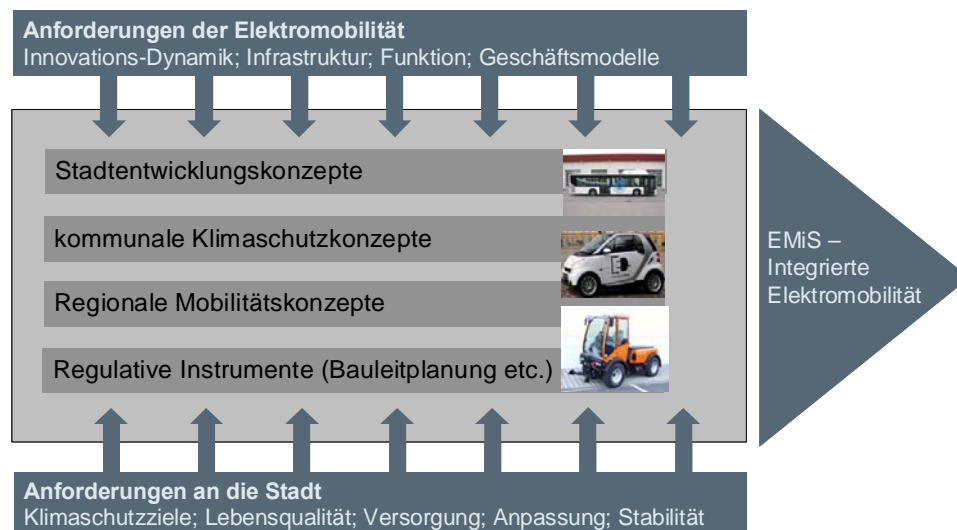 Anforderungen der Elektromobilität
Innovations-Dynamik; Infrastruktur; Funktion; Geschäftsmodelle
Stadtentwicklungskonzepte
kommunale Klimaschutzkonzepte
Regionale Mobilitätskonzepte
Regulative Instrumente (Bauleitplanung etc.)
EMiS –
Integrierte
Elektromobilität
Anforderungen an die Stadt
Klimaschutzziele; Lebensqualität; Versorgung; Anpassung; Stabilität